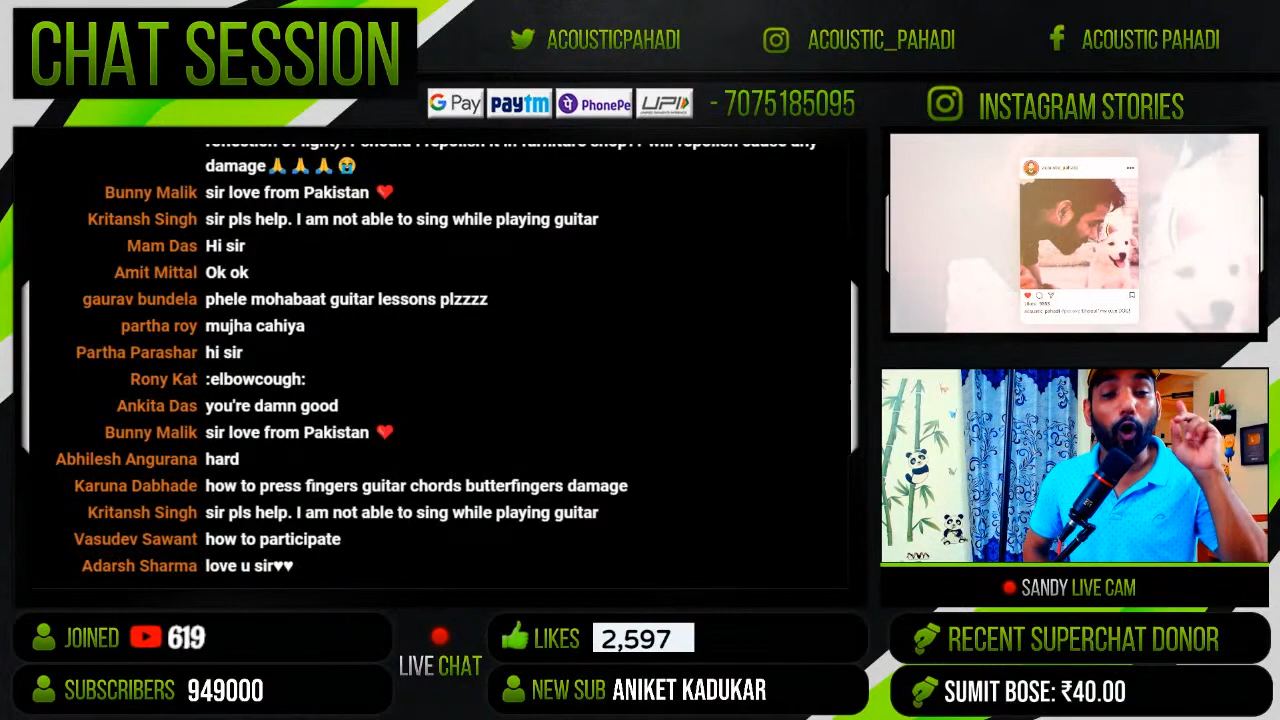 CHAT SESSION
ACOUSTICPAHADI
ACOUSTIC_PAHADI
ACOUSTIC PAHADI
G Pay paytm PhonePe UPI - 7075185095
INSTAGRAM STORIES
damage🙏🙏🙏😭
Bunny Malik sir love from Pakistan ❤
Kritansh Singh sir pls help. I am not able to sing while playing guitar
Mam Das Hi sir
Amit Mittal Ok ok
gaurav bundela phele mohabaat guitar lessons plzzzz
partha roy mujha cahiya
Partha Parashar hi sir
Rony Kat :elbowcough:
Ankita Das you're damn good
Bunny Malik sir love from Pakistan ❤
Abhilesh Angurana hard
Karuna Dabhade how to press fingers guitar chords butterfingers damage
Kritansh Singh sir pls help. I am not able to sing while playing guitar
Vasudev Sawant how to participate
Adarsh Sharma love u sir♥♥
acoustic_pahadi
SANDY LIVE CAM
JOINED 619
LIVE CHAT
LIKES 2,597
RECENT SUPERCHAT DONOR
SUBSCRIBERS 949000
NEW SUB ANIKET KADUKAR
SUMIT BOSE: ₹40.00